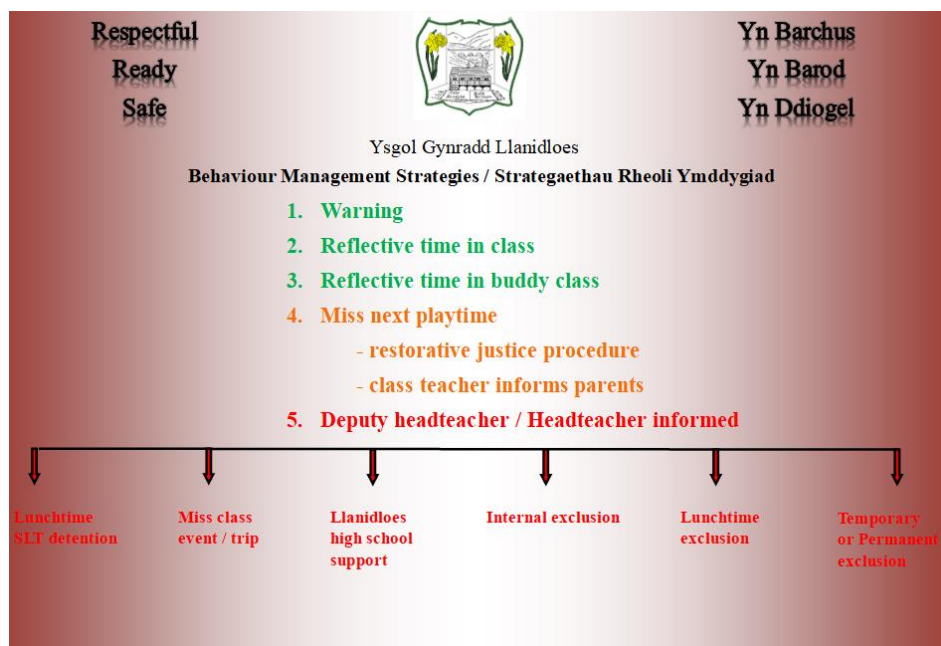 Respectful
Ready
Safe
Yn Barchus
Yn Barod
Yn Ddiogel
Ysgol Gynradd Llanidloes
Behaviour Management Strategies / Strategaethau Rheoli Ymddygiad
1. Warning
2. Reflective time in class
3. Reflective time in buddy class
4. Miss next playtime
- restorative justice procedure
- class teacher informs parents
5. Deputy headteacher / Headteacher informed
Lunchtime
SLT detention
Miss class
event / trip
Llanidloes
high school
support
Internal exclusion
Lunchtime
exclusion
Temporary
or Permanent
exclusion